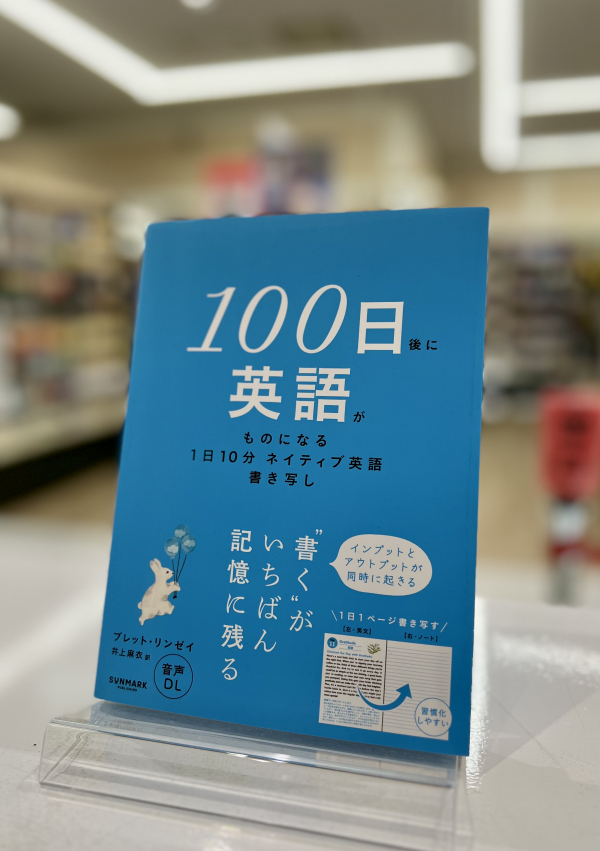 100日後に
英語が
ものになる
1日10分 ネイティブ英語
書き写し
"書く"が
いちばん
記憶に残る
インプットと
アウトプットが
同時に起きる
\1日1ページ書き写す/
【左・英文】 【右・ノート】
習慣化
しやすい
ブレット・リンゼイ
井上麻衣 訳
音声
DL
SUNMARK
PUBLISHING